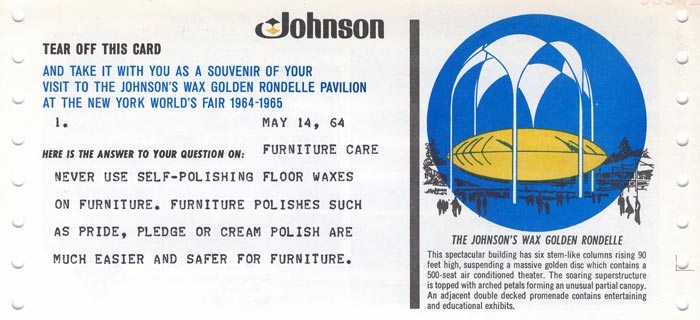 Johnson
TEAR OFF THIS CARD
AND TAKE IT WITH YOU AS A SOUVENIR OF YOUR
VISIT TO THE JOHNSON'S WAX GOLDEN RONDELLE PAVILION
AT THE NEW YORK WORLD'S FAIR 1964-1965
1. MAY 14, 64
HERE IS THE ANSWER TO YOUR QUESTION ON: FURNITURE CARE
NEVER USE SELF-POLISHING FLOOR WAXES
ON FURNITURE. FURNITURE POLISHES SUCH
AS PRIDE, PLEDGE OR CREAM POLISH ARE
MUCH EASIER AND SAFER FOR FURNITURE.
THE JOHNSON'S WAX GOLDEN RONDELLE
This spectacular building has six stem-like columns rising 90
feet high, suspending a massive golden disc which contains a
500-seat air conditioned theater. The soaring superstructure
is topped with arched petals forming an unusual partial canopy.
An adjacent double decked promenade contains entertaining
and educational exhibits.